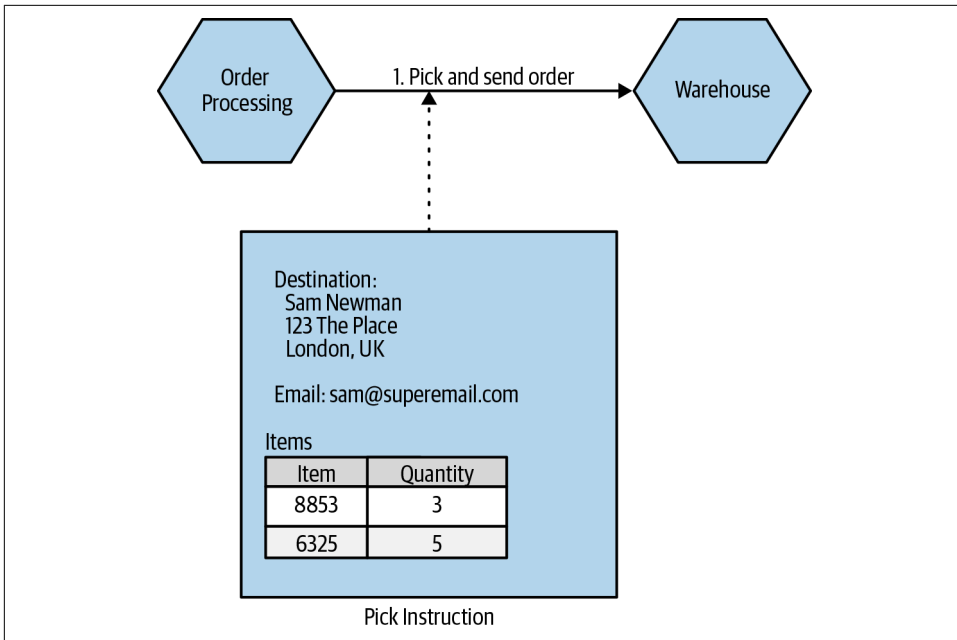 Order
Processing
1. Pick and send order
Warehouse
Destination:
Sam Newman
123 The Place
London, UK
Email: sam@superemail.com
Items
Item Quantity
8853 3
6325 5
Pick Instruction